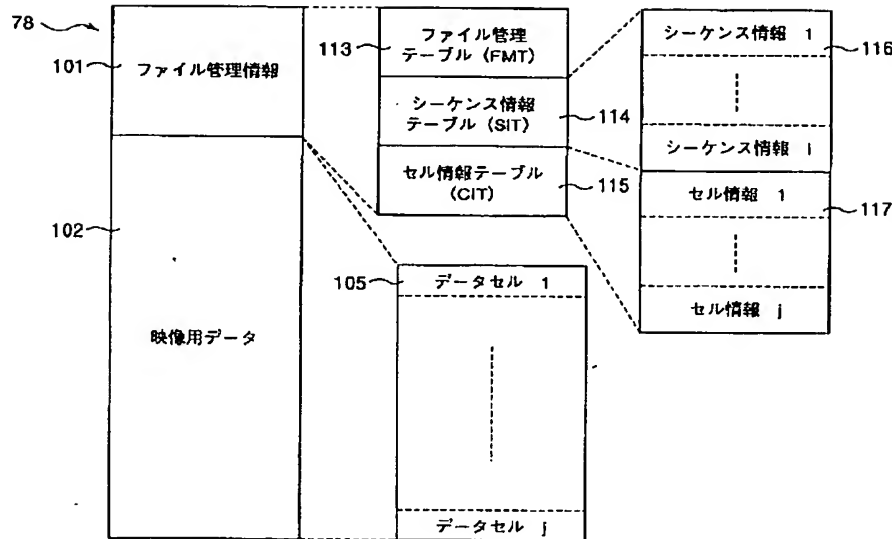 78
101
ファイル管理情報
102
映像用データ
113
ファイル管理
テーブル (FMT)
シーケンス情報
テーブル (SIT)
114
セル情報テーブル
(CIT)
115
シーケンス情報 1
116
シーケンス情報 i
セル情報 1
117
セル情報 j
105
データセル 1
データセル j